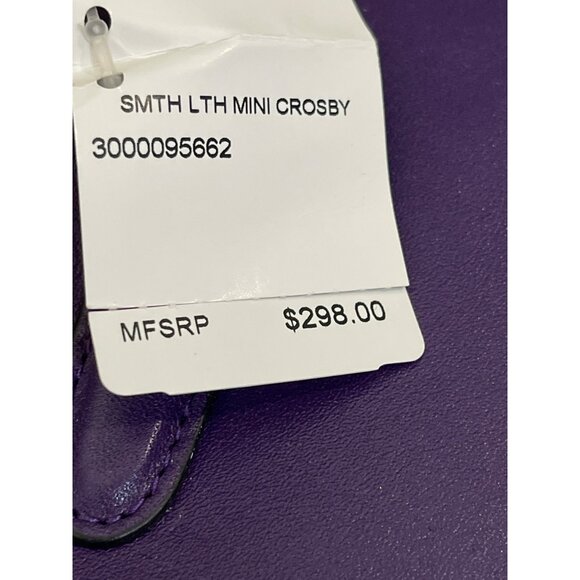 SMTH LTH MINI CROSBY
3000095662
MFSRP $298.00